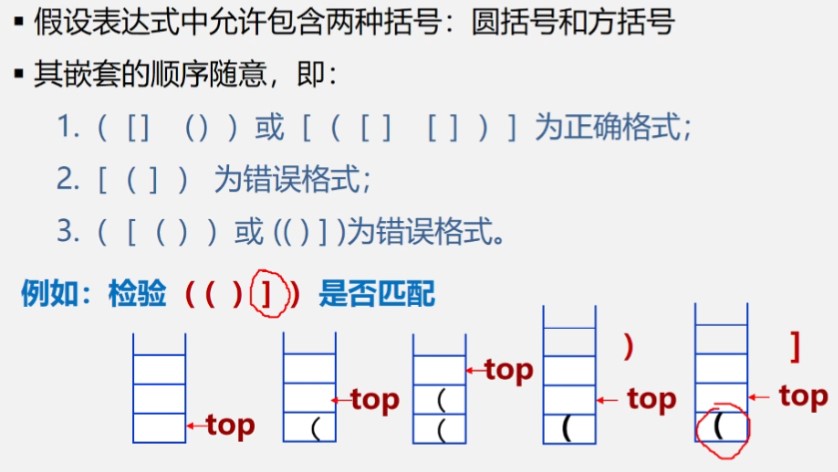 ▪ 假设表达式中允许包含两种括号：圆括号和方括号
▪ 其嵌套的顺序随意，即：
1. ( [] () ) 或 [ ( [ ] [ ] ) ] 为正确格式；
2. [ ( ] ) 为错误格式；
3. ( [ ( ) ) 或 (( ) ] )为错误格式。
例如：检验 ( ( ) ] ) 是否匹配
) ]
top top top top top
( ( ( ( (